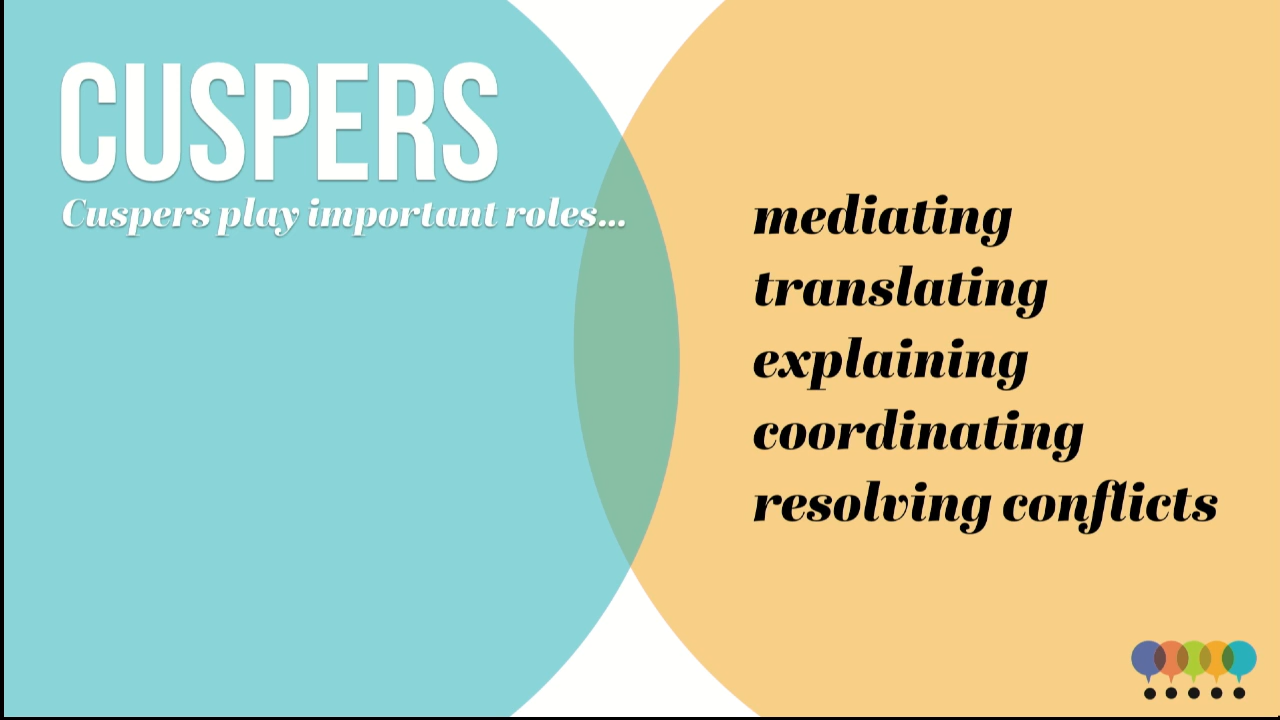 CUSPERS
Cuspers play important roles...
mediating
translating
explaining
coordinating
resolving conflicts